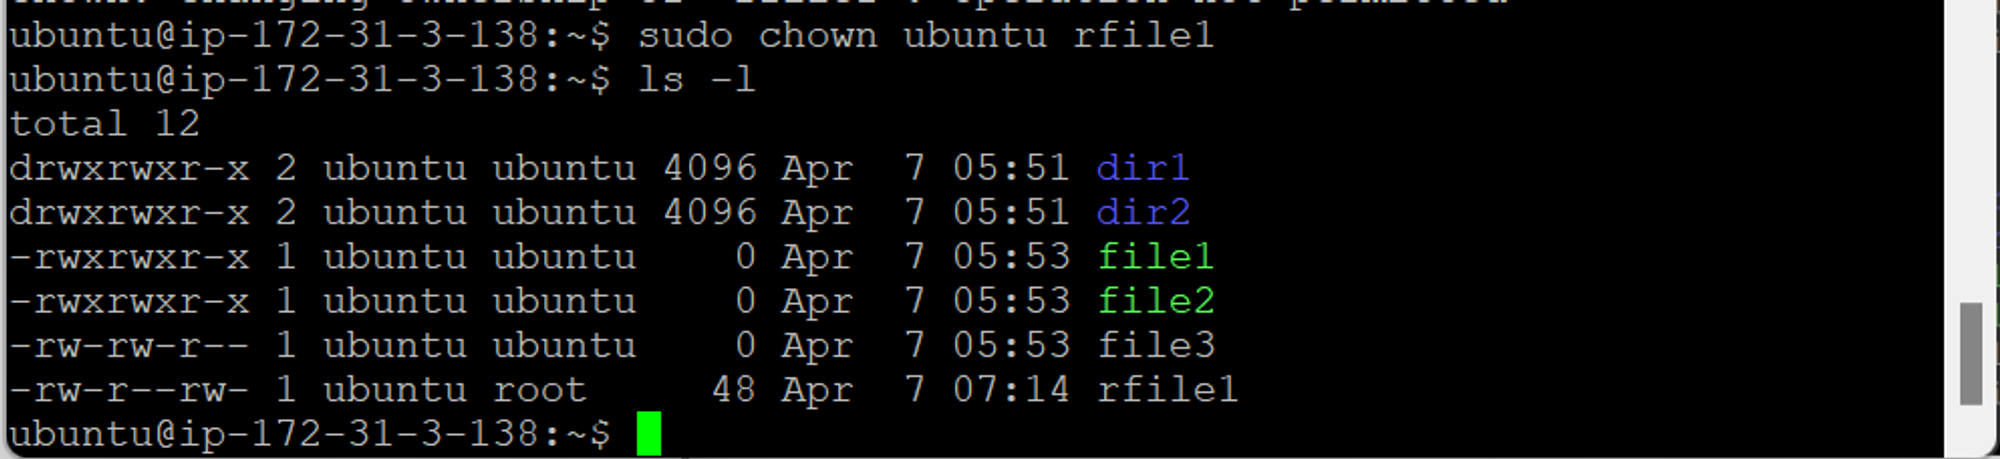 ubuntu@ip-172-31-3-138:~$ sudo chown ubuntu rfile1
ubuntu@ip-172-31-3-138:~$ ls -l
total 12
drwxrwxr-x 2 ubuntu ubuntu 4096 Apr  7 05:51 dir1
drwxrwxr-x 2 ubuntu ubuntu 4096 Apr  7 05:51 dir2
-rwxrwxr-x 1 ubuntu ubuntu    0 Apr  7 05:53 file1
-rwxrwxr-x 1 ubuntu ubuntu    0 Apr  7 05:53 file2
-rw-rw-r-- 1 ubuntu ubuntu    0 Apr  7 05:53 file3
-rw-r--rw- 1 ubuntu root     48 Apr  7 07:14 rfile1
ubuntu@ip-172-31-3-138:~$